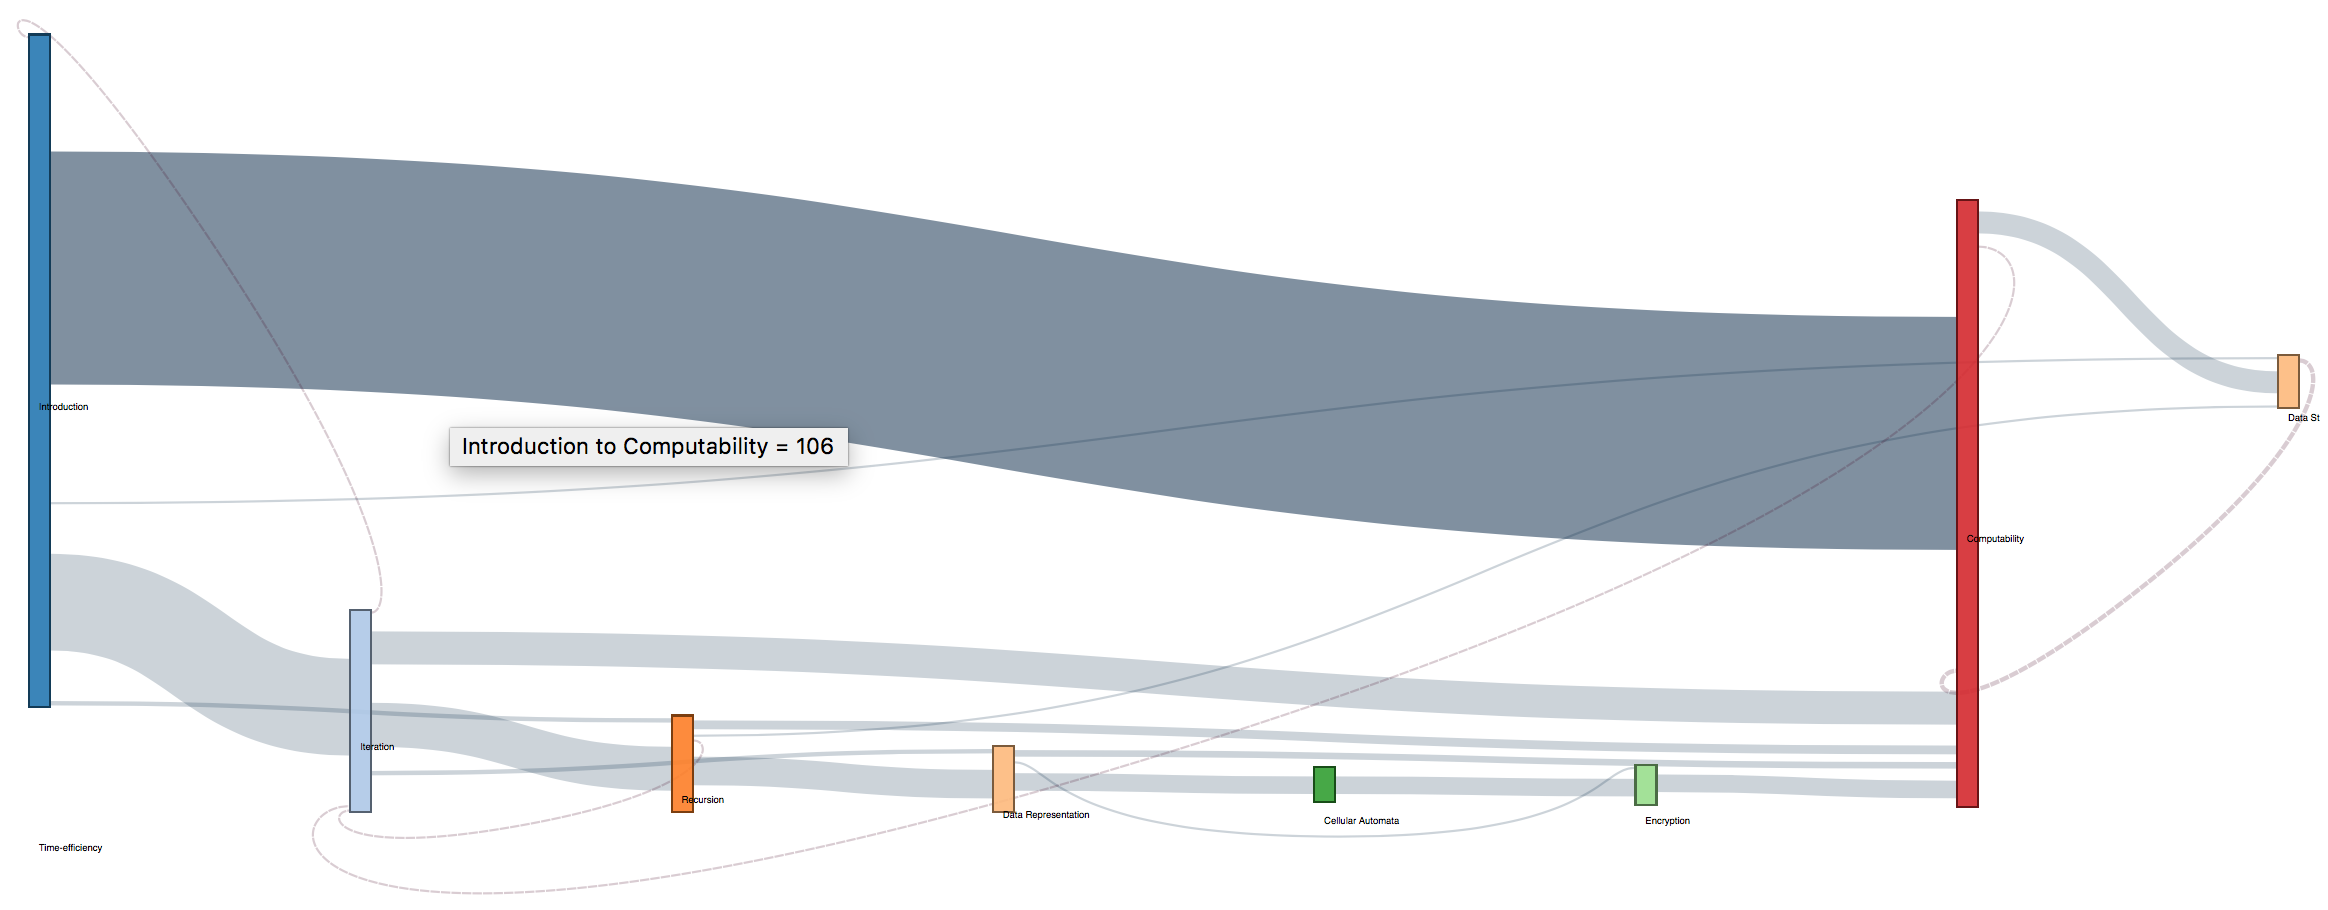 Introduction
Introduction to Computability = 106
Data St
Computability
Iteration
Recursion
Data Representation
Cellular Automata
Encryption
Time-efficiency